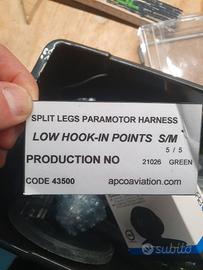 SPLIT LEGS PARAMOTOR HARNESS
LOW HOOK-IN POINTS S/M
5 / 5
PRODUCTION NO 21026 GREEN
CODE 43500 apcoaviation.com
subito